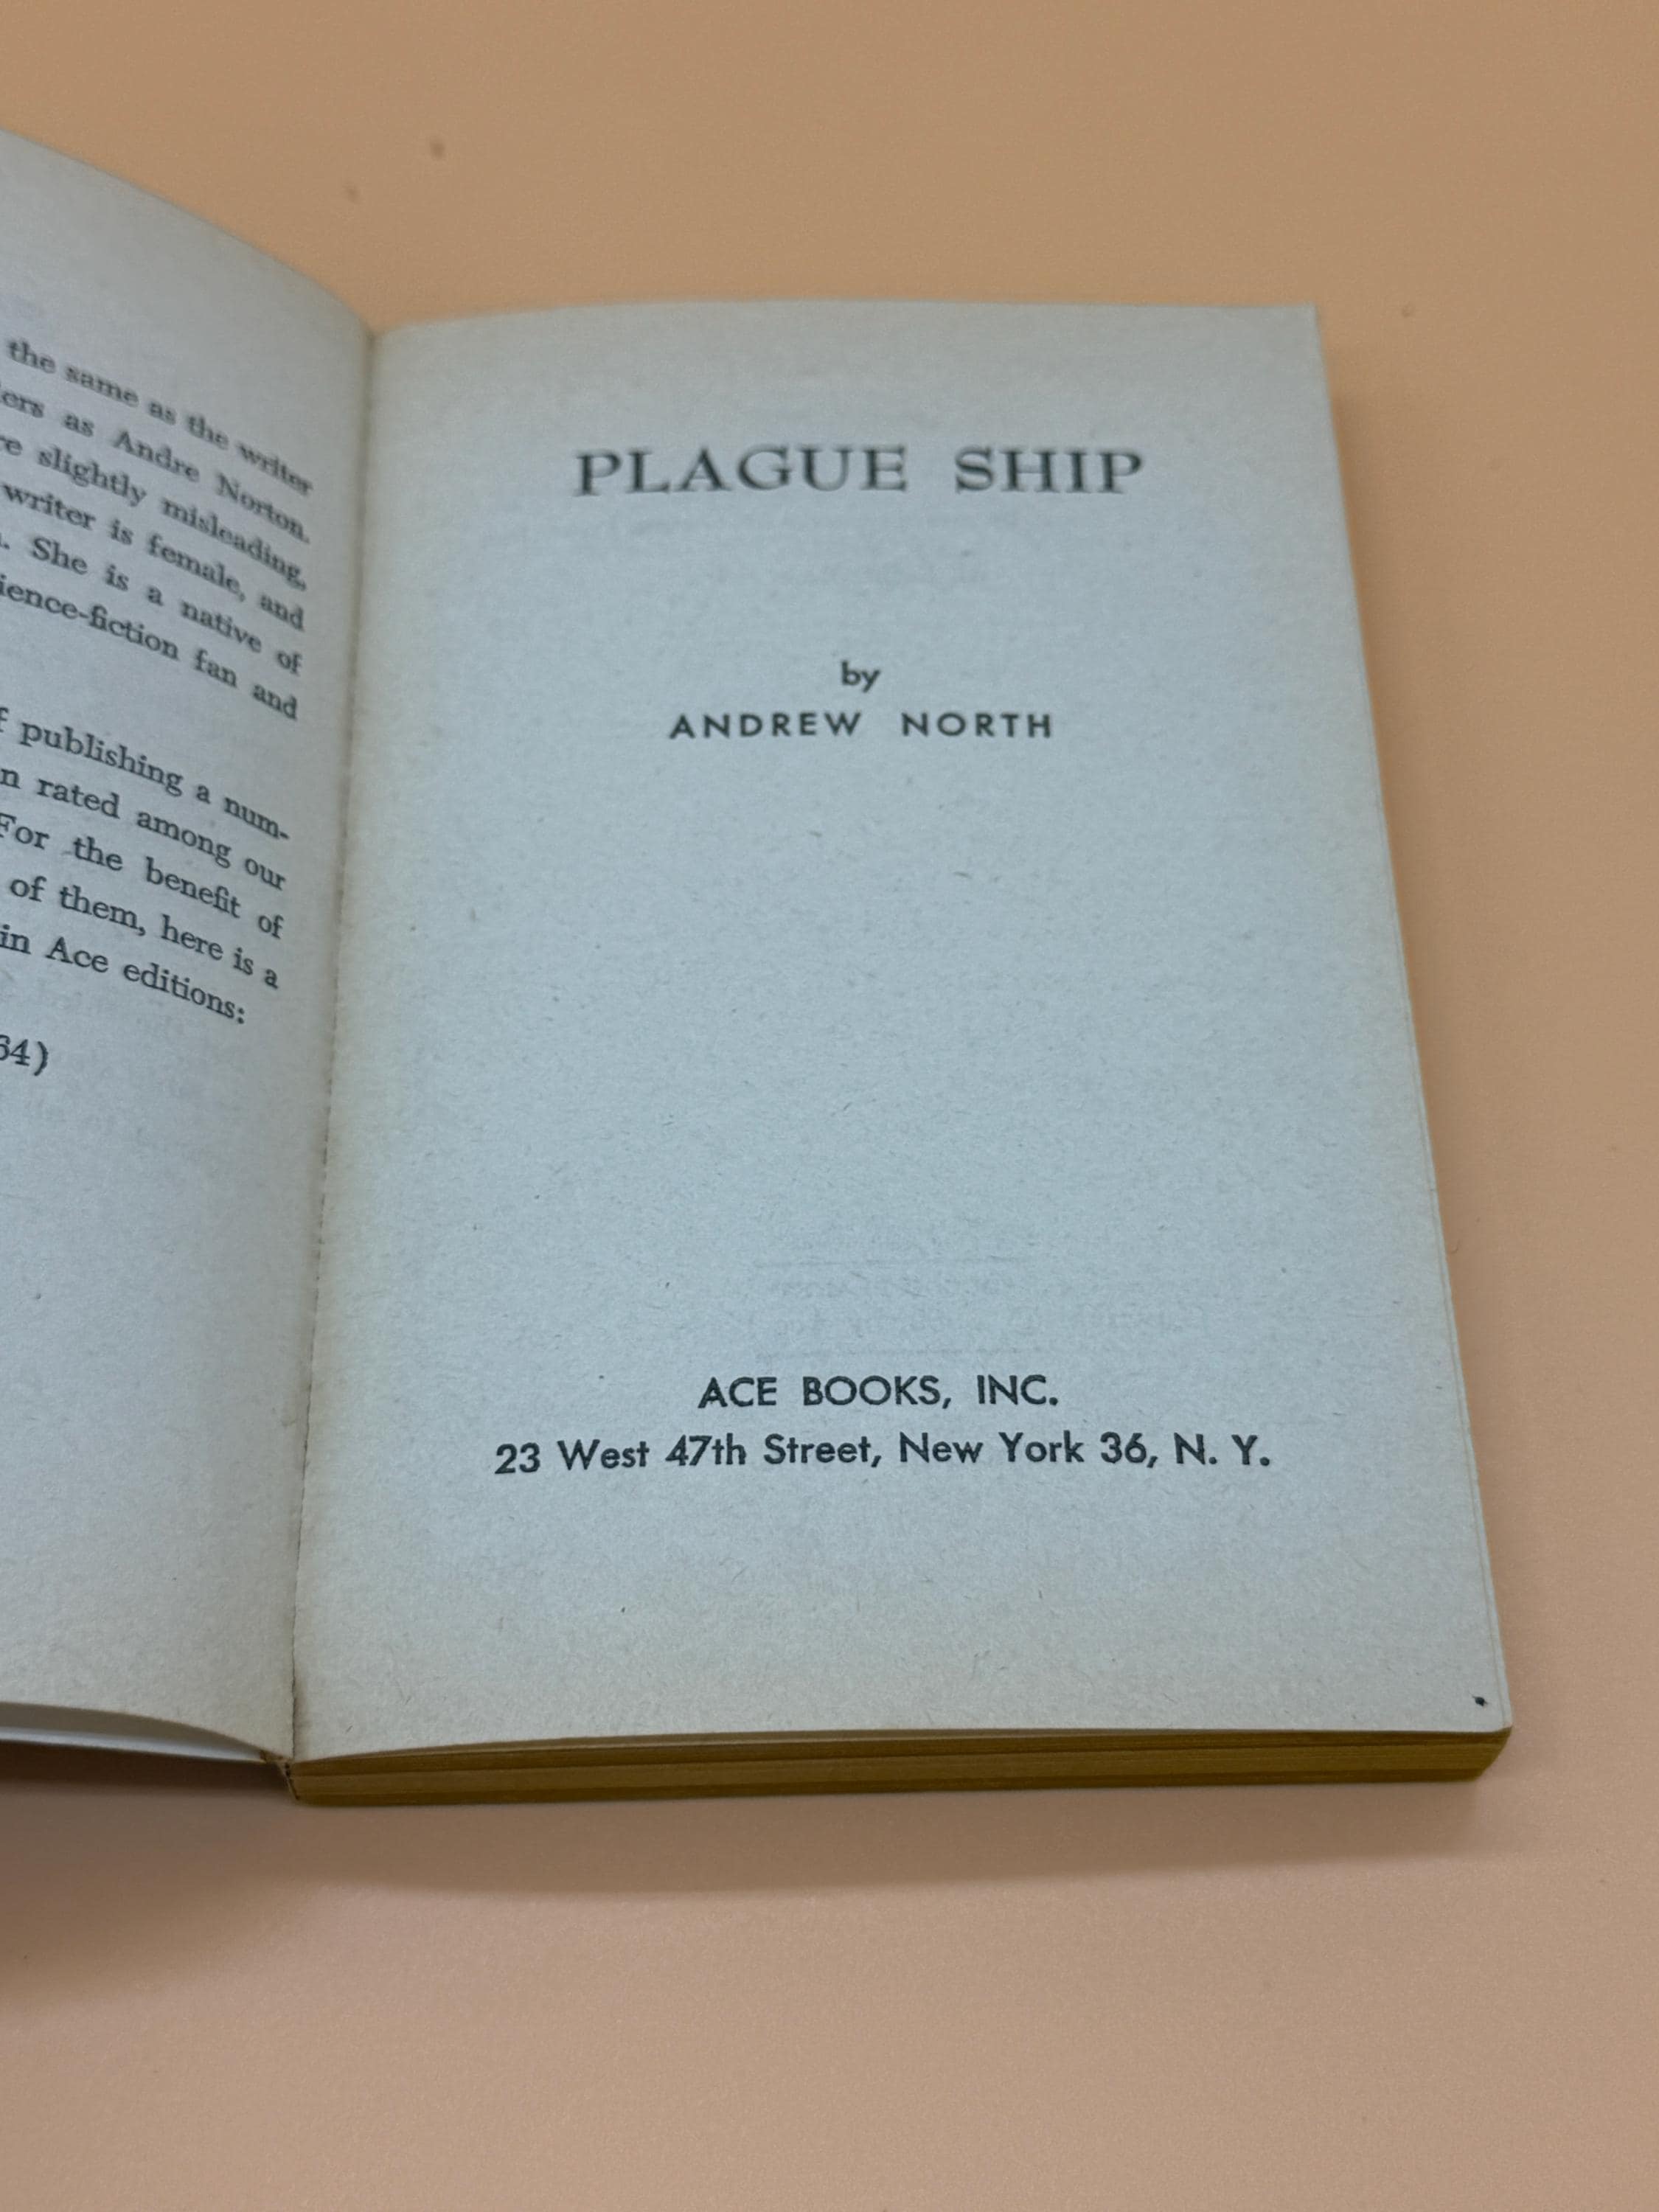 the same as the writer
ers as Andre Norton.
re slightly misleading,
writer is female, and
. She is a native of
ience-fiction fan and
f publishing a num-
n rated among our
For the benefit of
of them, here is a
in Ace editions:
64)
PLAGUE SHIP
by
ANDREW NORTH
ACE BOOKS, INC.
23 West 47th Street, New York 36, N. Y.